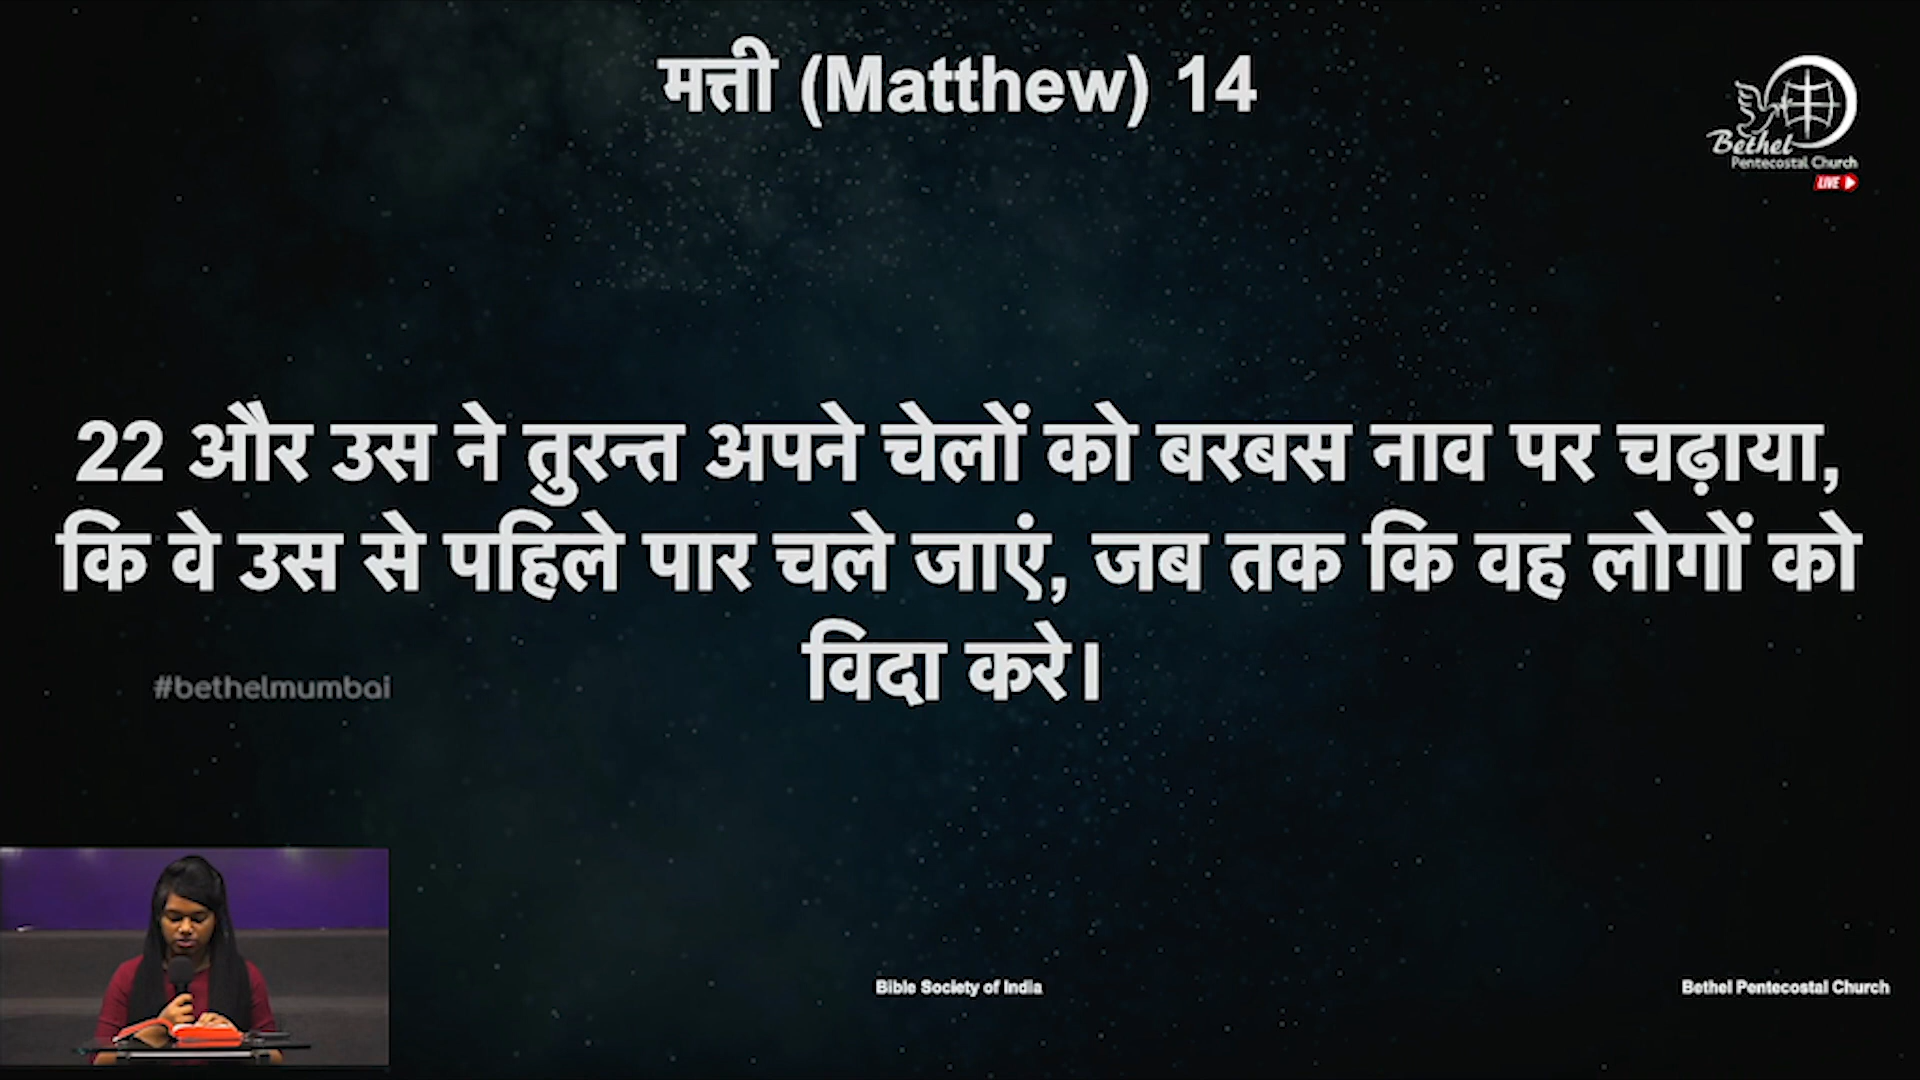 मत्ती (Matthew) 14
Bethel
Pentecostal Church
LIVE
22 और उस ने तुरन्त अपने चेलों को बरबस नाव पर चढ़ाया,
कि वे उस से पहिले पार चले जाएं, जब तक कि वह लोगों को
विदा करे।
#bethelmumbai
Bible Society of India
Bethel Pentecostal Church